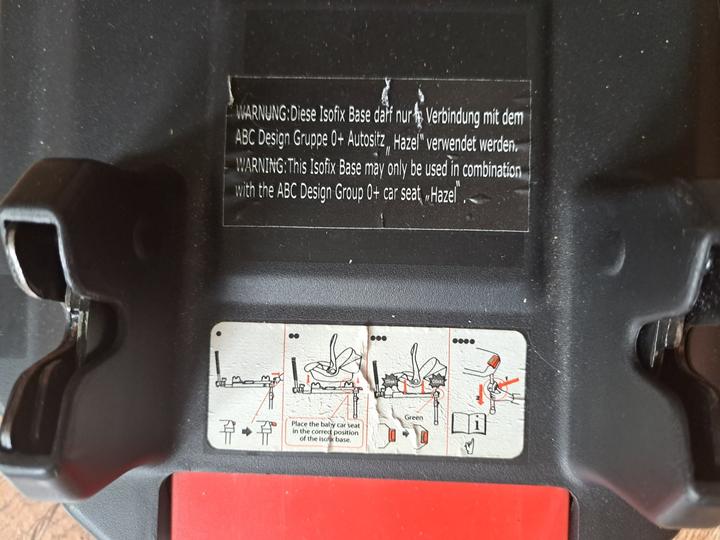 WARNUNG:Diese Isofix Base darf nur in Verbindung mit dem
ABC Design Gruppe 0+ Autositz „ Hazel“ verwendet werden.
WARNING:This Isofix Base may only be used in combination
with the ABC Design Group 0+ car seat „Hazel“.
Place the baby car seat
in the correct position
of the isofix base.
Green
i